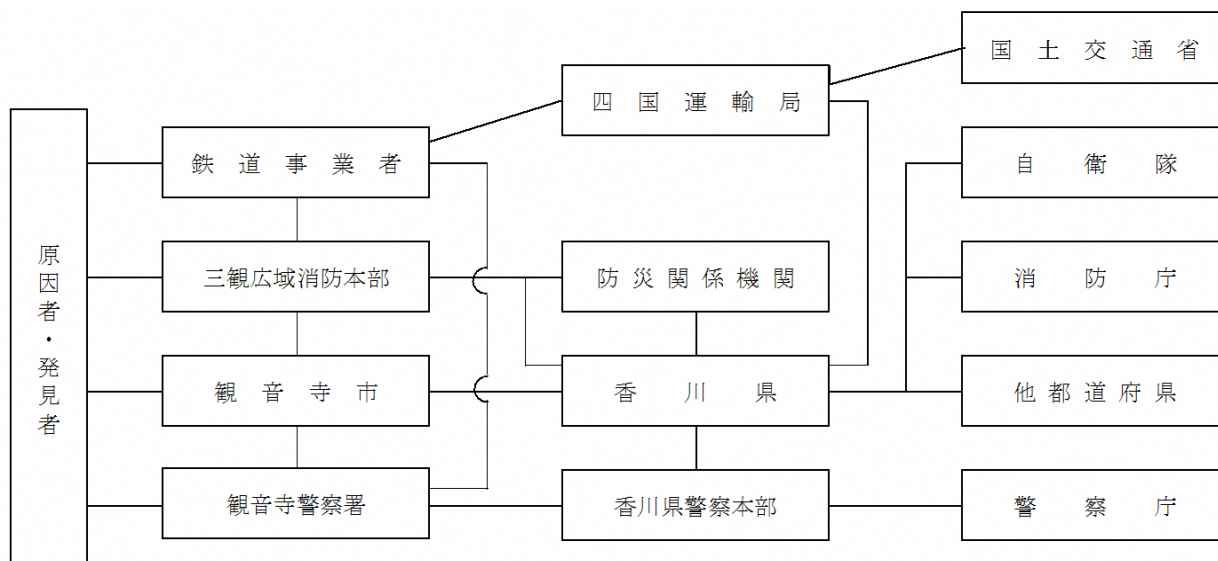 国土交通省
四国運輸局
鉄道事業者
自衛隊
原因者・発見者
三観広域消防本部
防災関係機関
消防庁
観音寺市
香川県
他都道府県
観音寺警察署
香川県警察本部
警察庁